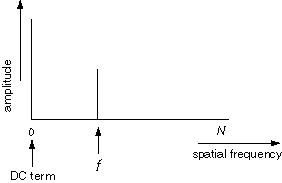 amplitude
0
N
spatial frequency
DC term
f